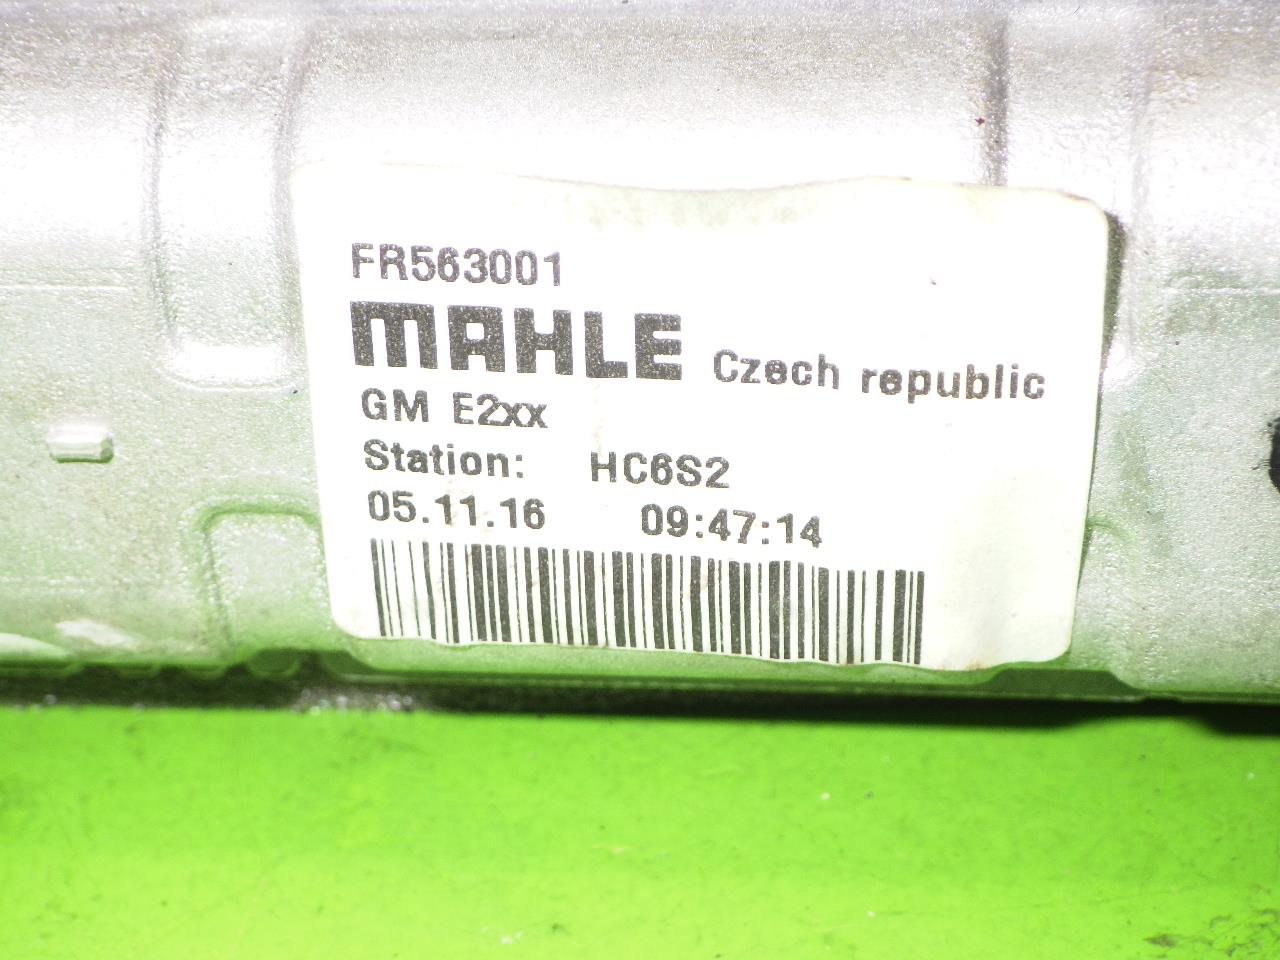 FR563001
MAHLE Czech republic
GM E2xx
Station: HC6S2
05.11.16 09:47:14